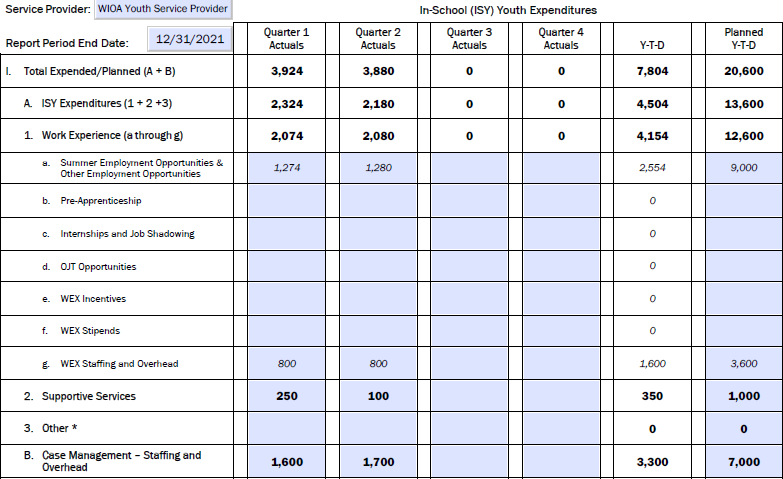 Service Provider: WIOA Youth Service Provider In-School (ISY) Youth Expenditures
Report Period End Date: 12/31/2021 Quarter 1 Actuals Quarter 2 Actuals Quarter 3 Actuals Quarter 4 Actuals Y-T-D Planned Y-T-D
I. Total Expended/Planned (A + B) 3,924 3,880 0 0 7,804 20,600
A. ISY Expenditures (1 + 2 +3) 2,324 2,180 0 0 4,504 13,600
1. Work Experience (a through g) 2,074 2,080 0 0 4,154 12,600
a. Summer Employment Opportunities & Other Employment Opportunities 1,274 1,280 2,554 9,000
b. Pre-Apprenticeship 0
c. Internships and Job Shadowing 0
d. OJT Opportunities 0
e. WEX Incentives 0
f. WEX Stipends 0
g. WEX Staffing and Overhead 800 800 1,600 3,600
2. Supportive Services 250 100 350 1,000
3. Other * 0 0
B. Case Management – Staffing and Overhead 1,600 1,700 3,300 7,000